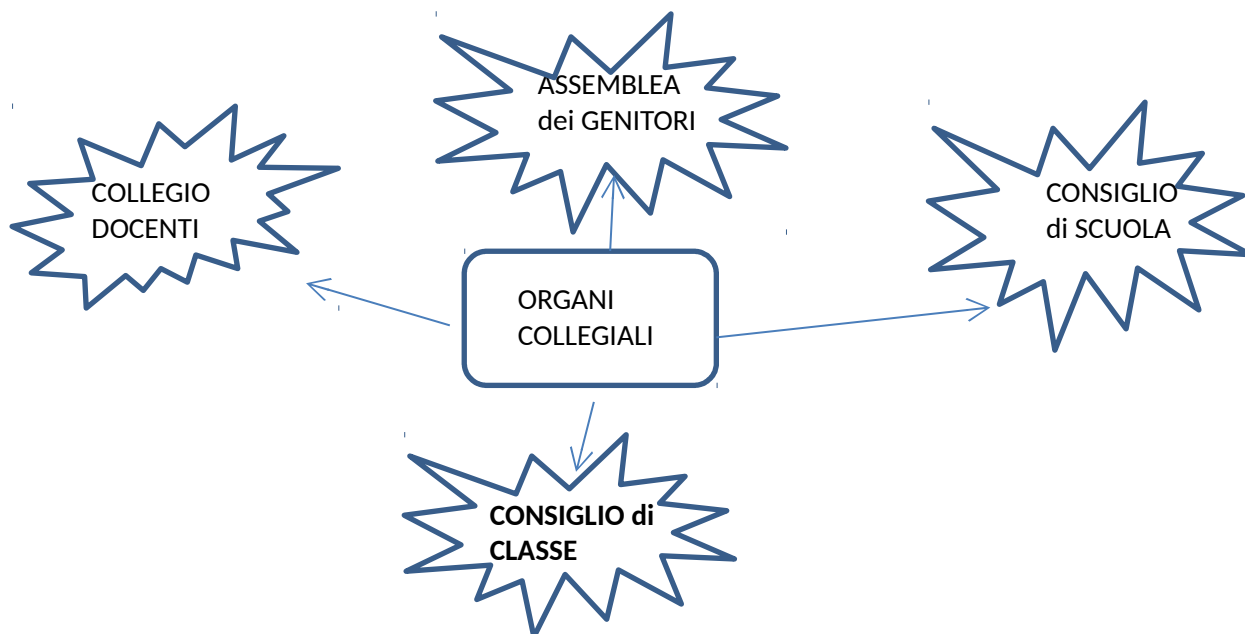 ASSEMBLEA
dei GENITORI
COLLEGIO
DOCENTI
CONSIGLIO
di SCUOLA
ORGANI
COLLEGIALI
CONSIGLIO di
CLASSE